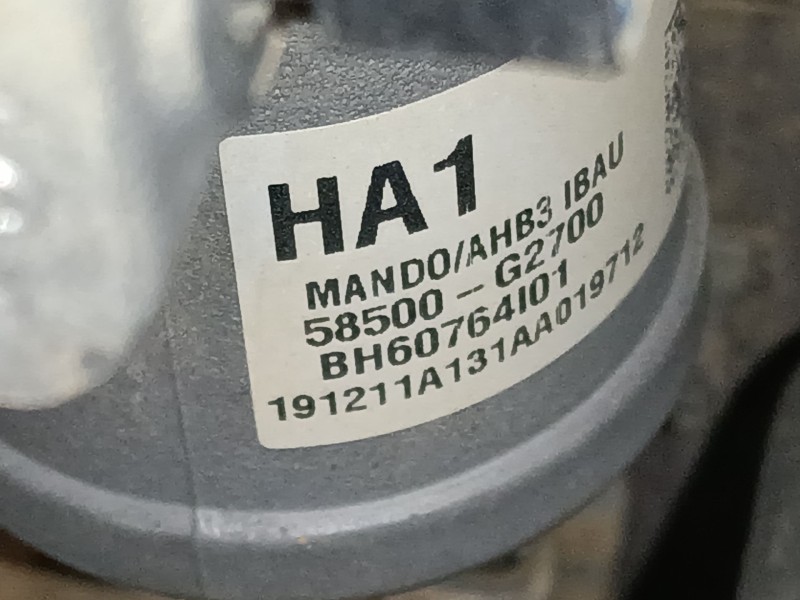 HA1
MANDO/AHB3 IBAU
58500 - G2700
BH60764I01
191211A131AA019712